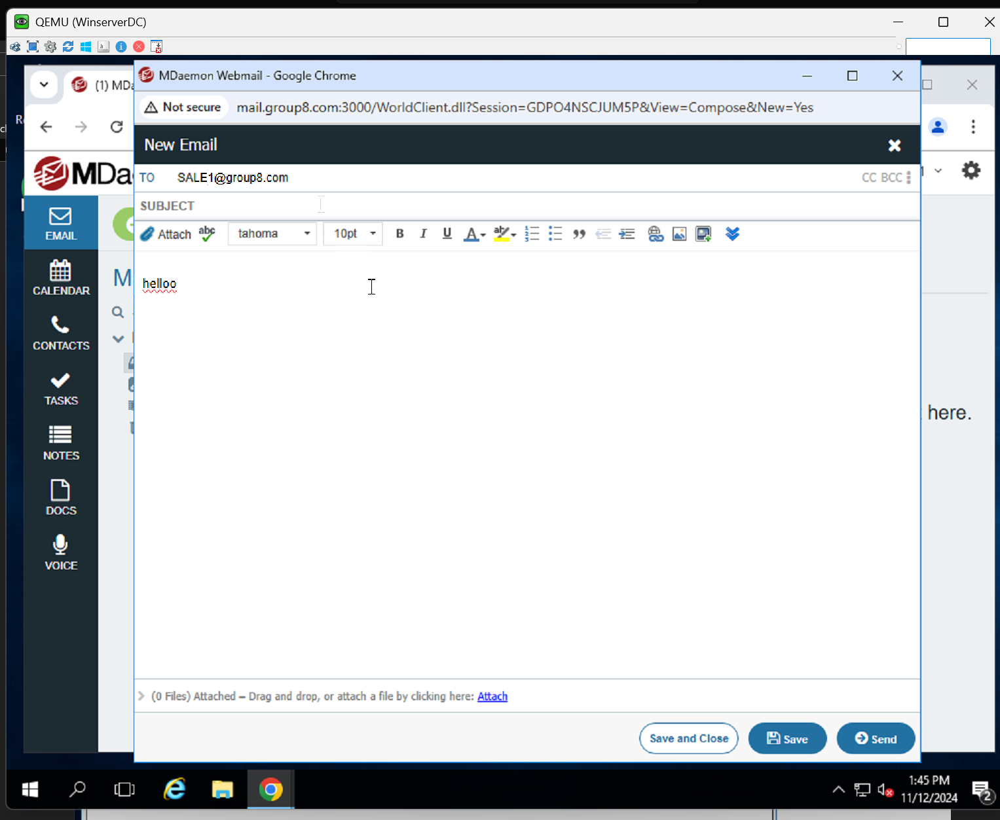 QEMU (WinserverDC)
MDaemon Webmail - Google Chrome
(1) MDa
Not secure mail.group8.com:3000/WorldClient.dll?Session=GDPO4NSCJUM5P&View=Compose&New=Yes
New Email
MDa
TO SALE1@group8.com CC BCC
SUBJECT
EMAIL
Attach abc tahoma 10pt B I U A ab
CALENDAR
M
helloo
CONTACTS
TASKS
here.
NOTES
DOCS
VOICE
(0 Files) Attached – Drag and drop, or attach a file by clicking here: Attach
Save and Close Save Send
1:45 PM
11/12/2024
2